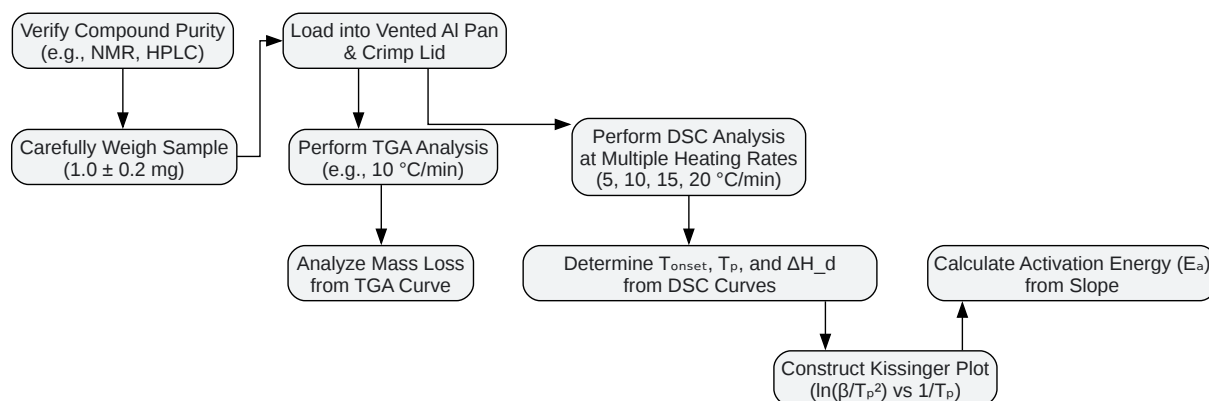 Verify Compound Purity
(e.g., NMR, HPLC)
Carefully Weigh Sample
(1.0 ± 0.2 mg)
Load into Vented Al Pan
& Crimp Lid
Perform TGA Analysis
(e.g., 10 °C/min)
Analyze Mass Loss
from TGA Curve
Perform DSC Analysis
at Multiple Heating Rates
(5, 10, 15, 20 °C/min)
Determine Tₒₙₛₑₜ, Tₚ, and ΔH_d
from DSC Curves
Construct Kissinger Plot
(ln(β/Tₚ²) vs 1/Tₚ)
Calculate Activation Energy (Eₐ)
from Slope